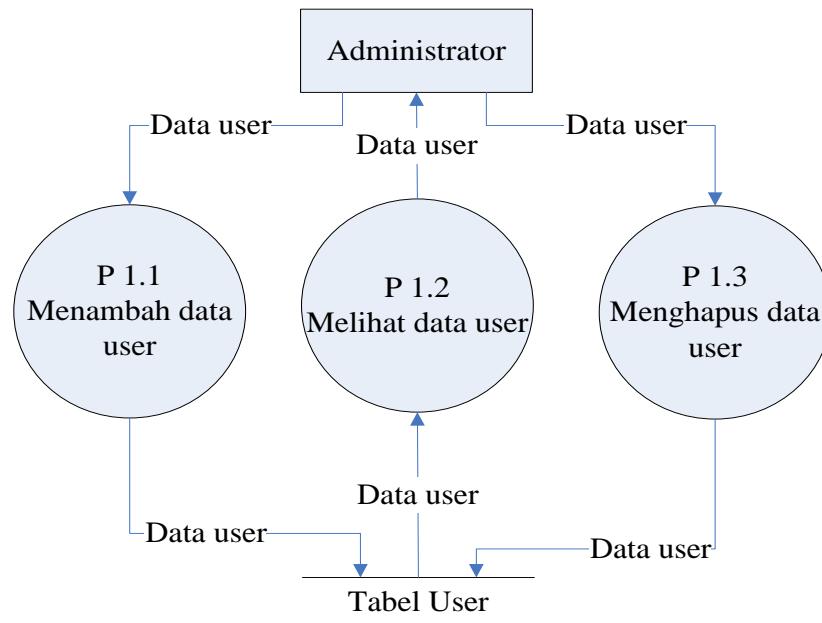 Administrator
Data user
Data user
Data user
P 1.1
Menambah data
user
P 1.2
Melihat data user
P 1.3
Menghapus data
user
Data user
Data user
Data user
Tabel User